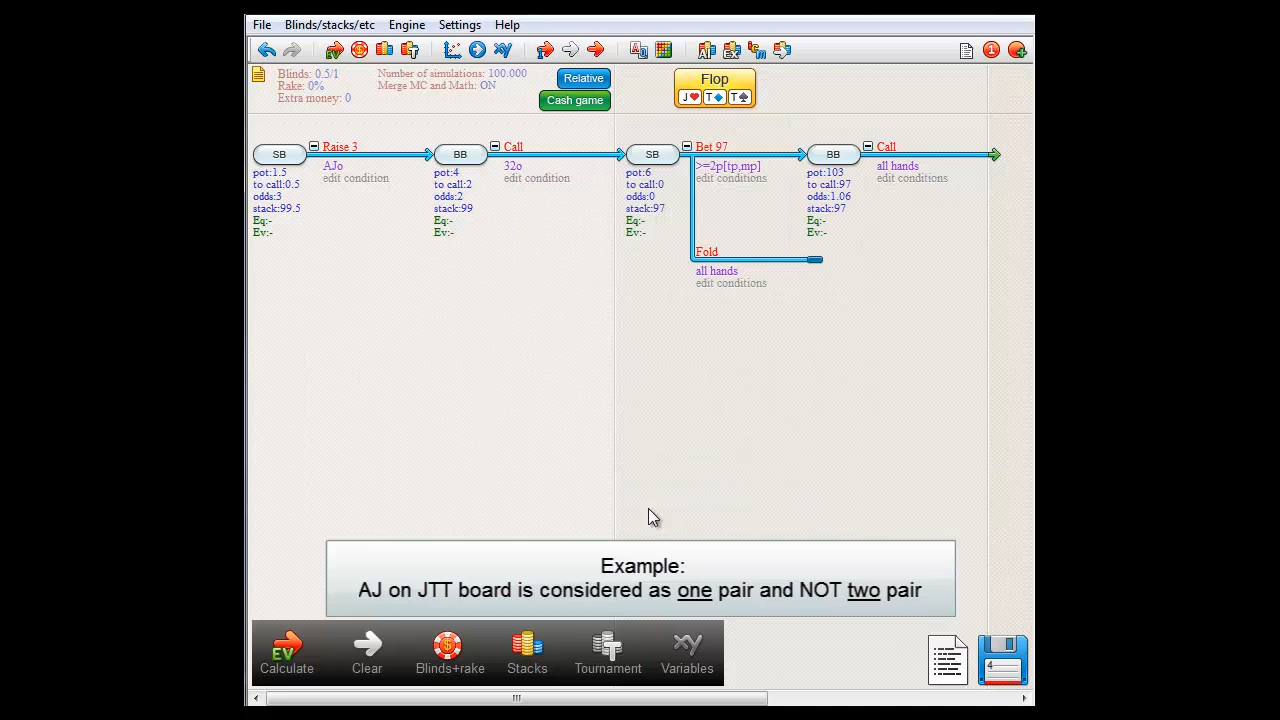 File Blinds/stacks/etc Engine Settings Help
Blinds: 0.5/1
Rake: 0%
Extra money: 0
Number of simulations: 100.000
Merge MC and Math: ON
Relative
Cash game
Flop
J♥ T♦ T♠
SB
Raise 3
AJo
edit condition
pot:1.5
to call:0.5
odds:3
stack:99.5
Eq:-
Ev:-
BB
Call
32o
edit condition
pot:4
to call:2
odds:2
stack:99
Eq:-
Ev:-
SB
Bet 97
>=2p[tp,mp]
edit conditions
pot:6
to call:0
odds:0
stack:97
Eq:-
Ev:-
Fold
all hands
edit conditions
BB
Call
all hands
edit conditions
pot:103
to call:97
odds:1.06
stack:97
Eq:-
Ev:-
Example:
AJ on JTT board is considered as one pair and NOT two pair
EV
Calculate Clear Blinds+rake Stacks Tournament Variables
4